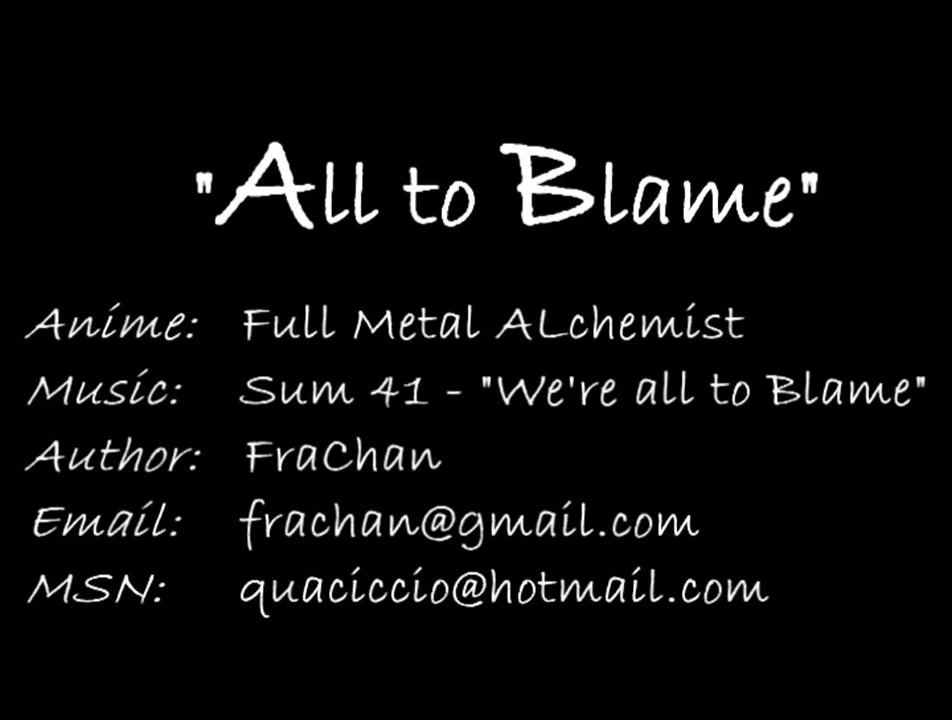 "All to Blame"
Anime: Full Metal ALchemist
Music: Sum 41 - "We're all to Blame"
Author: FraChan
Email: frachan@gmail.com
MSN: quaciccio@hotmail.com